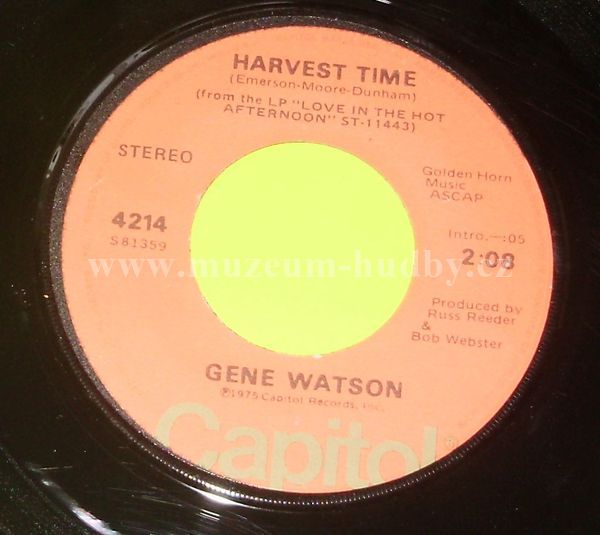 HARVEST TIME
(Emerson-Moore-Dunham)
(from the LP "LOVE IN THE HOT
AFTERNOON" ST-11443)
STEREO
Golden Horn
Music
ASCAP
4214
S81359
Intro.-:05
2:08
www.muzeum-hudby.cz
Produced by
Russ Reeder
&
Bob Webster
GENE WATSON
℗1975 Capitol Records, Inc.
Capitol®